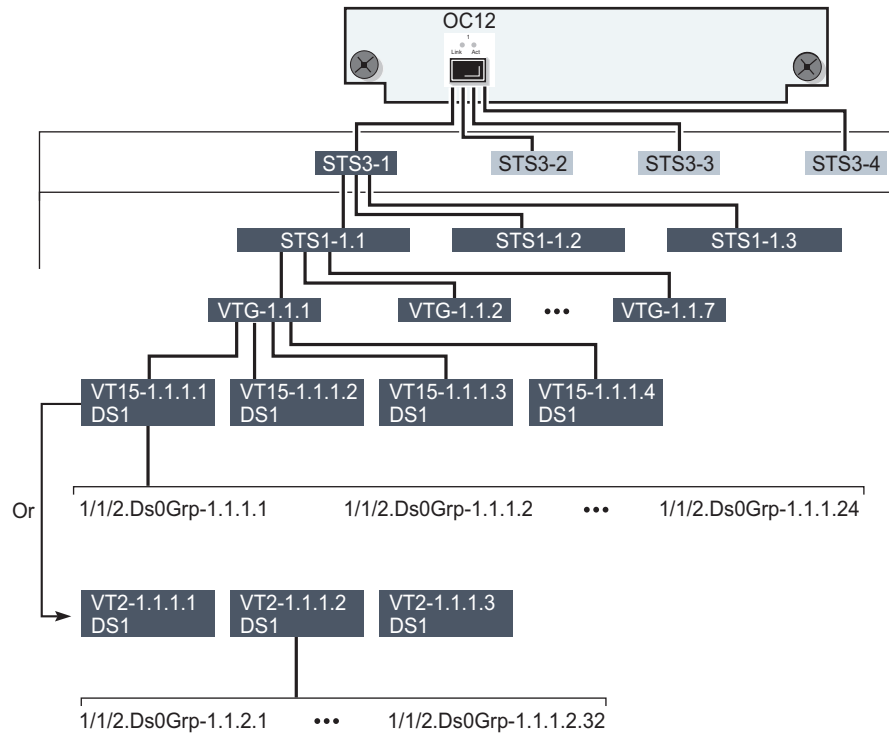 OC12
1
Link Act
STS3-1 STS3-2 STS3-3 STS3-4
STS1-1.1 STS1-1.2 STS1-1.3
VTG-1.1.1 VTG-1.1.2 ••• VTG-1.1.7
VT15-1.1.1.1 VT15-1.1.1.2 VT15-1.1.1.3 VT15-1.1.1.4
DS1 DS1 DS1 DS1
Or 1/1/2.Ds0Grp-1.1.1.1 1/1/2.Ds0Grp-1.1.1.2 ••• 1/1/2.Ds0Grp-1.1.1.24
VT2-1.1.1.1 VT2-1.1.1.2 VT2-1.1.1.3
DS1 DS1 DS1
1/1/2.Ds0Grp-1.1.2.1 ••• 1/1/2.Ds0Grp-1.1.1.2.32